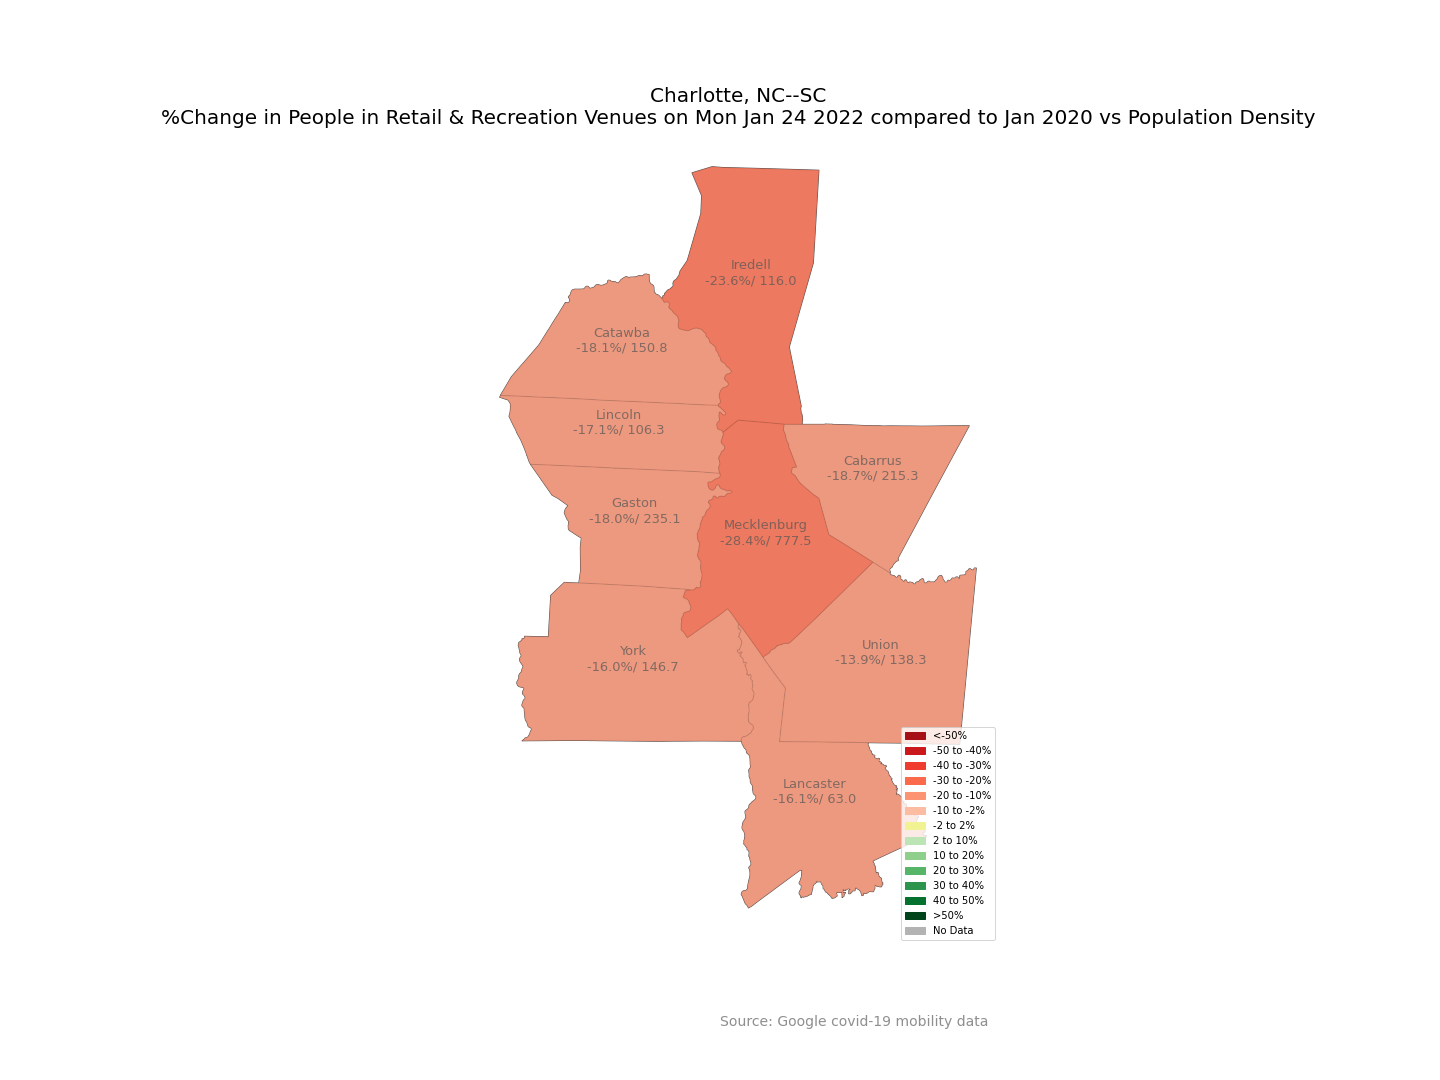 Charlotte, NC--SC
%Change in People in Retail & Recreation Venues on Mon Jan 24 2022 compared to Jan 2020 vs Population Density
Iredell
-23.6%/ 116.0
Catawba
-18.1%/ 150.8
Lincoln
-17.1%/ 106.3
Cabarrus
-18.7%/ 215.3
Gaston
-18.0%/ 235.1
Mecklenburg
-28.4%/ 777.5
York
-16.0%/ 146.7
Union
-13.9%/ 138.3
Lancaster
-16.1%/ 63.0
<-50%
-50 to -40%
-40 to -30%
-30 to -20%
-20 to -10%
-10 to -2%
-2 to 2%
2 to 10%
10 to 20%
20 to 30%
30 to 40%
40 to 50%
>50%
No Data
Source: Google covid-19 mobility data